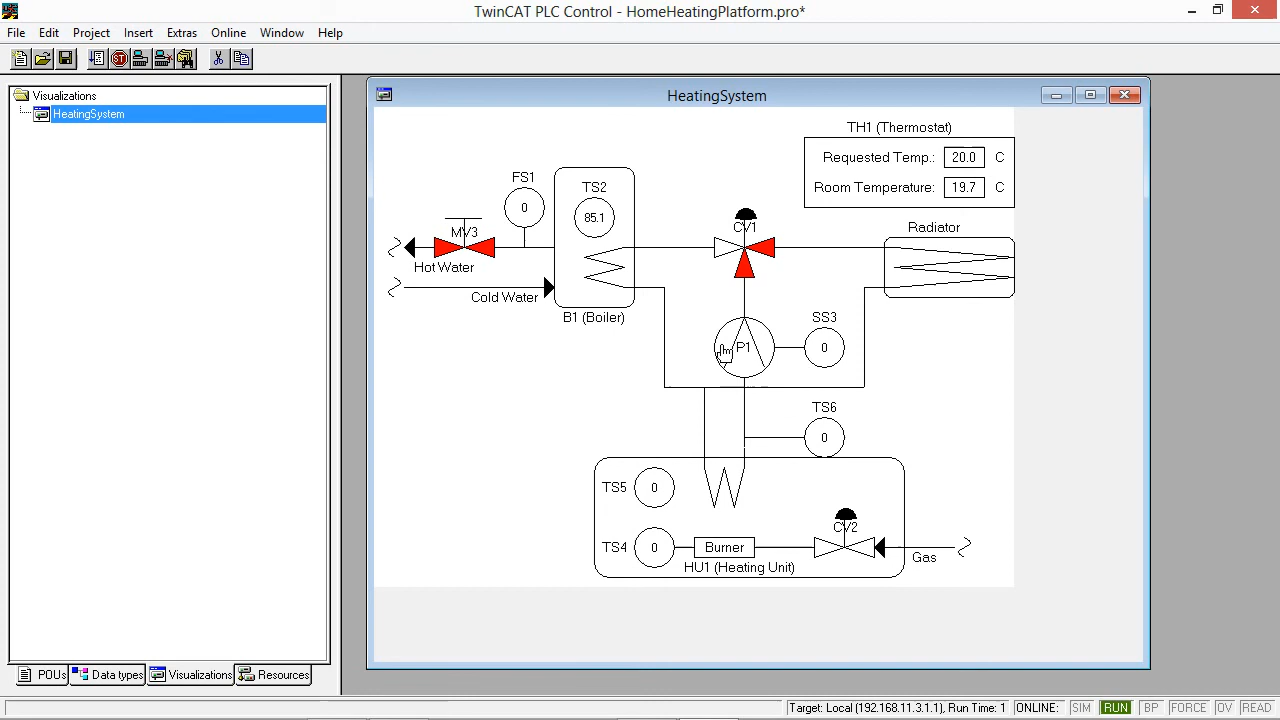 TwinCAT PLC Control - HomeHeatingPlatform.pro*
File Edit Project Insert Extras Online Window Help
Visualizations
HeatingSystem
HeatingSystem
TH1 (Thermostat)
Requested Temp.: 20.0 C
Room Temperature: 19.7 C
FS1
0
TS2
85.1
MV3
CV1
Radiator
Hot Water
Cold Water
B1 (Boiler)
SS3
P1
0
TS6
0
TS5 0
TS4 0 Burner
CV2
HU1 (Heating Unit)
Gas
POUs Data types Visualizations Resources
Target: Local (192.168.11.3.1.1), Run Time: 1 ONLINE: SIM RUN BP FORCE OV READ